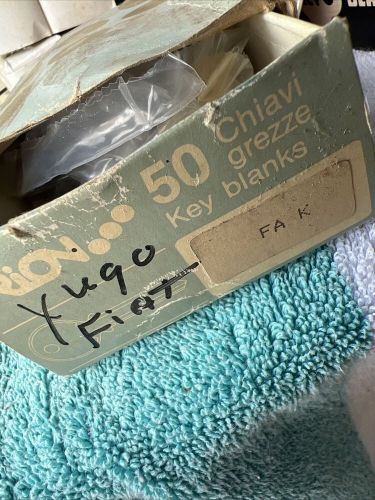 50 Chiavi
grezze
Key blanks
FA K
Yugo
Fiat